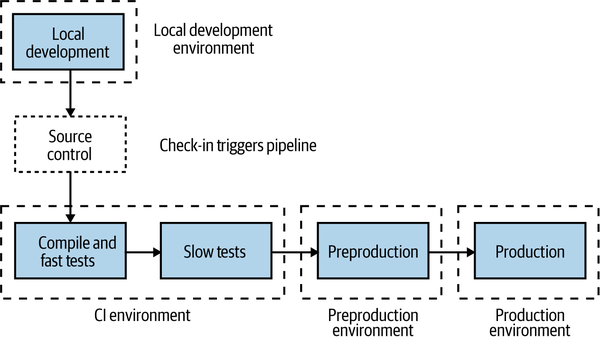 Local
development
Local development
environment
Source
control
Check-in triggers pipeline
Compile and
fast tests
Slow tests
Preproduction
Production
CI environment
Preproduction
environment
Production
environment